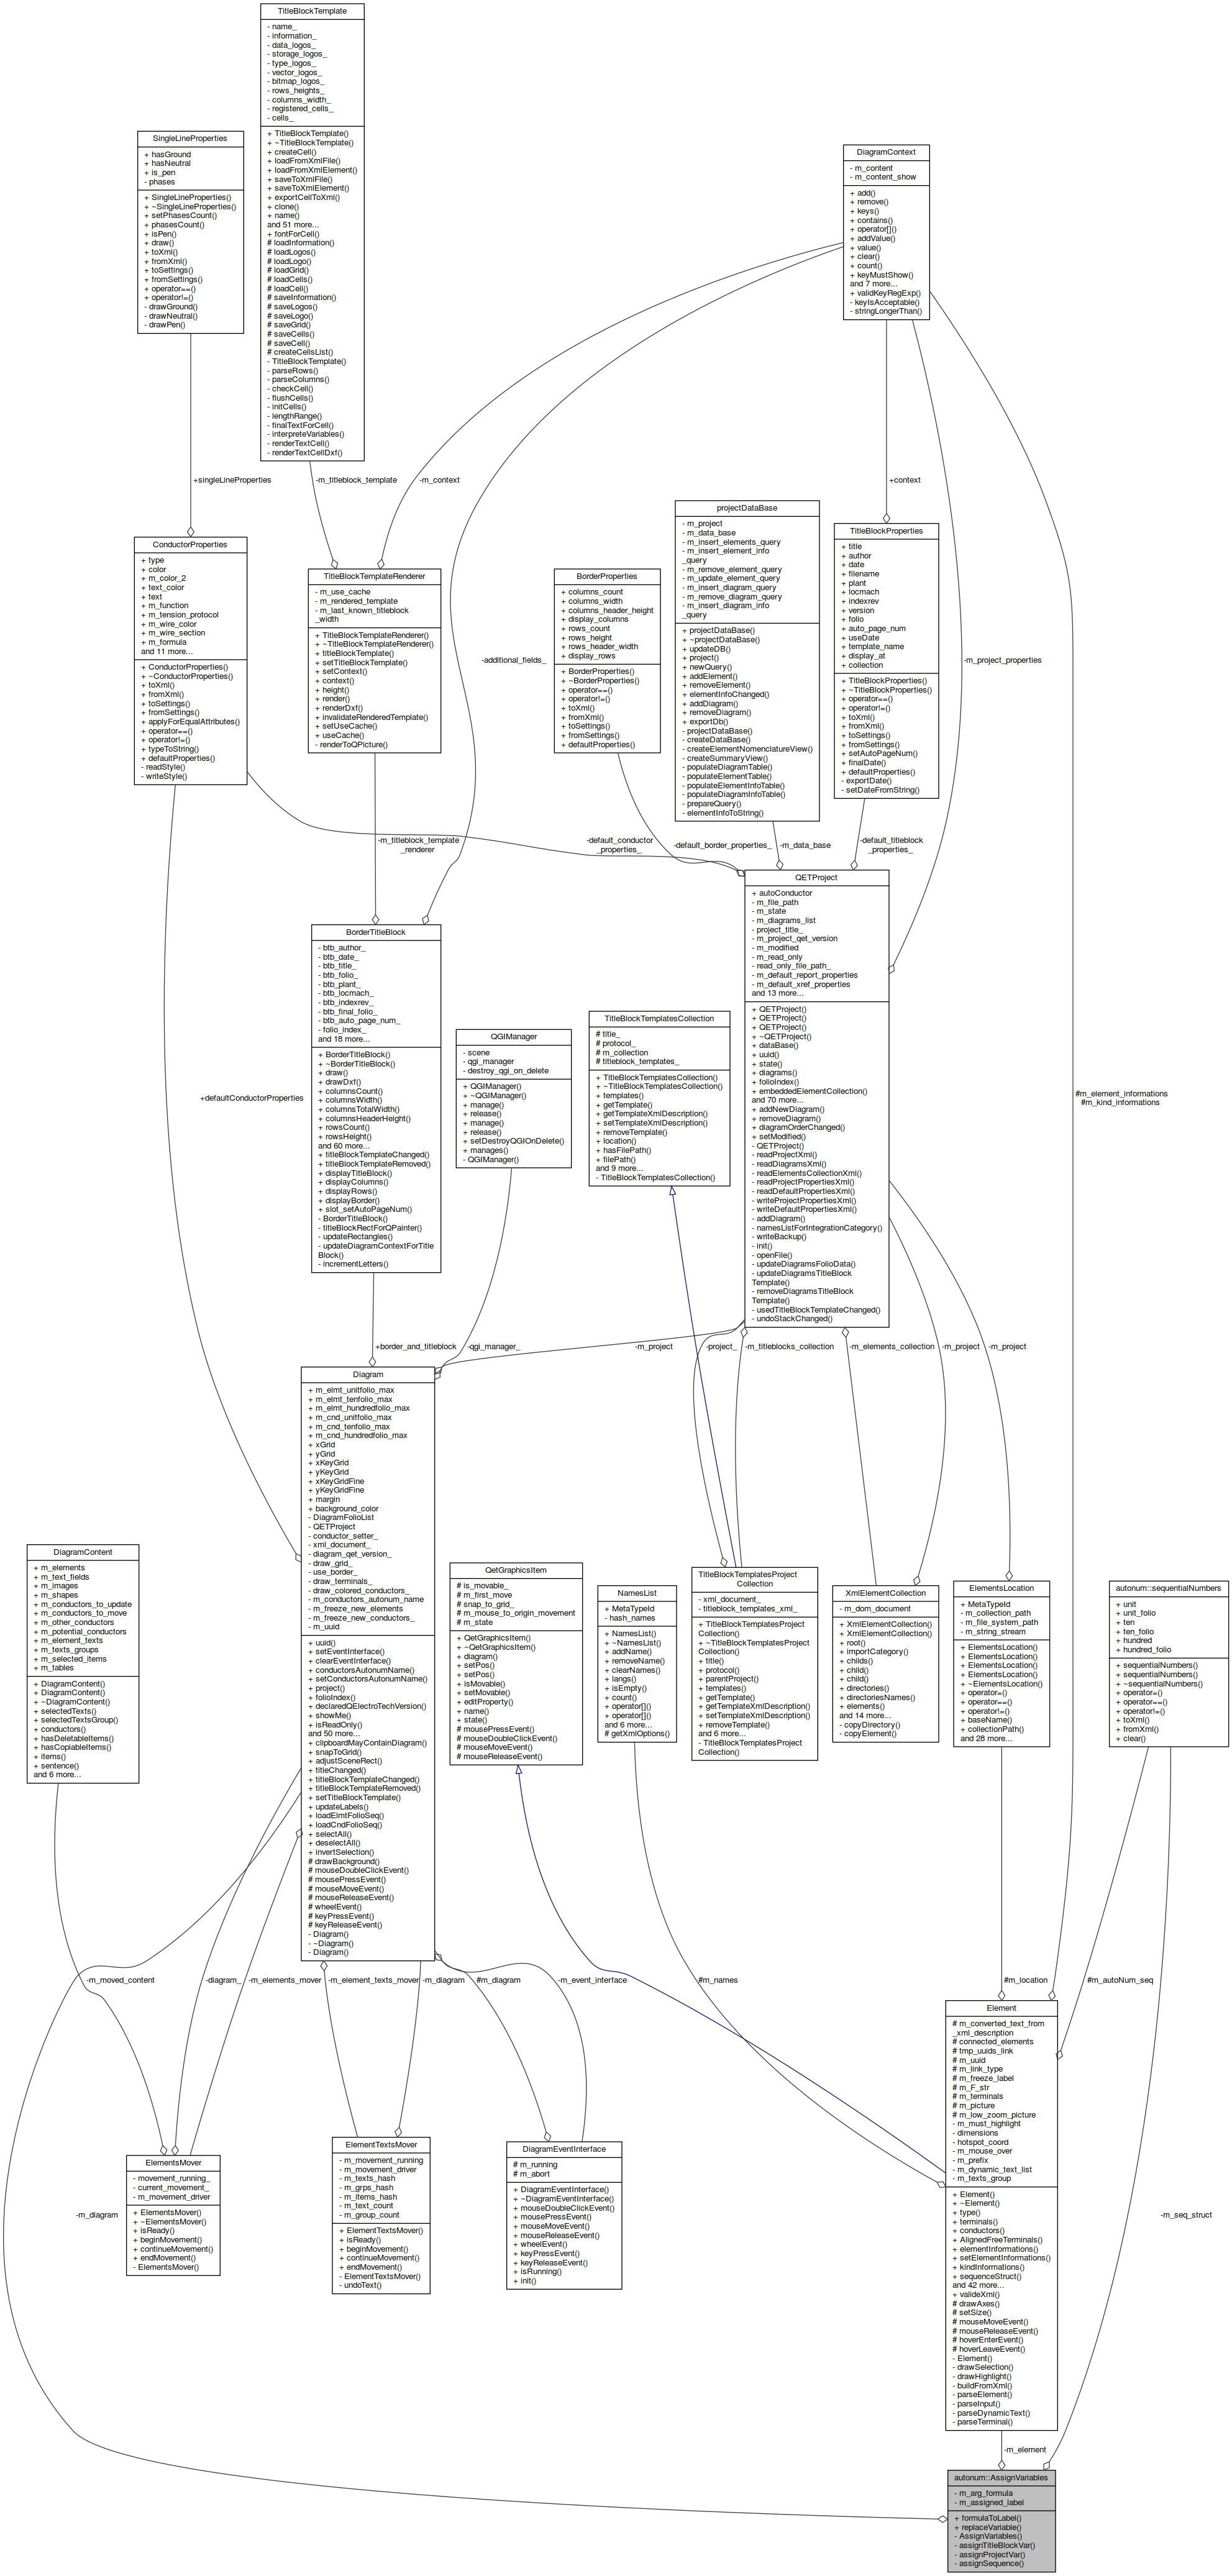 TitleBlockTemplate
- name_
- information_
- data_logos_
- storage_logos_
- type_logos_
- vector_logos_
- bitmap_logos_
- rows_heights_
- columns_width_
- registered_cells_
- cells_
+ TitleBlockTemplate()
+ ~TitleBlockTemplate()
+ createCell()
+ loadFromXmlFile()
+ loadFromXmlElement()
+ saveToXmlFile()
+ saveToXmlElement()
+ exportCellToXml()
+ clone()
+ name()
and 51 more...
+ fontForCell()
# loadInformation()
# loadLogos()
# loadLogo()
# loadGrid()
# loadCells()
# loadCell()
# saveInformation()
# saveLogos()
# saveLogo()
# saveGrid()
# saveCells()
# saveCell()
# createCellsList()
- TitleBlockTemplate()
- parseRows()
- parseColumns()
- checkCell()
- flushCells()
- initCells()
- lengthRange()
- finalTextForCell()
- interpreteVariables()
- renderTextCell()
- renderTextCellDxf()
SingleLineProperties
+ hasGround
+ hasNeutral
+ is_pen
- phases
+ SingleLineProperties()
+ ~SingleLineProperties()
+ setPhasesCount()
+ phasesCount()
+ isPen()
+ draw()
+ toXml()
+ fromXml()
+ toSettings()
+ fromSettings()
+ operator==()
+ operator!=()
- drawGround()
- drawNeutral()
- drawPen()
DiagramContext
- m_content
- m_content_show
+ add()
+ remove()
+ keys()
+ contains()
+ operator[]()
+ addValue()
+ value()
+ clear()
+ count()
+ keyMustShow()
and 7 more...
+ validKeyRegExp()
- keyIsAcceptable()
- stringLongerThan()
+singleLineProperties
-m_titleblock_template
-m_context
+context
ConductorProperties
+ type
+ color
+ m_color_2
+ text_color
+ text
+ m_function
+ m_tension_protocol
+ m_wire_color
+ m_wire_section
+ m_formula
and 11 more...
+ ConductorProperties()
+ ~ConductorProperties()
+ toXml()
+ fromXml()
+ toSettings()
+ fromSettings()
+ applyForEqualAttributes()
+ operator==()
+ operator!=()
+ typeToString()
+ defaultProperties()
- readStyle()
- writeStyle()
TitleBlockTemplateRenderer
- m_use_cache
- m_rendered_template
- m_last_known_titleblock
_width
+ TitleBlockTemplateRenderer()
+ ~TitleBlockTemplateRenderer()
+ titleBlockTemplate()
+ setTitleBlockTemplate()
+ setContext()
+ context()
+ height()
+ render()
+ renderDxf()
+ invalidateRenderedTemplate()
+ setUseCache()
+ useCache()
- renderToQPicture()
-additional_fields_
BorderProperties
+ columns_count
+ columns_width
+ columns_header_height
+ display_columns
+ rows_count
+ rows_height
+ rows_header_width
+ display_rows
+ BorderProperties()
+ ~BorderProperties()
+ operator==()
+ operator!=()
+ toXml()
+ fromXml()
+ toSettings()
+ fromSettings()
+ defaultProperties()
projectDataBase
- m_project
- m_data_base
- m_insert_elements_query
- m_insert_element_info
_query
- m_remove_element_query
- m_update_element_query
- m_insert_diagram_query
- m_remove_diagram_query
- m_insert_diagram_info
_query
+ projectDataBase()
+ ~projectDataBase()
+ updateDB()
+ project()
+ newQuery()
+ addElement()
+ removeElement()
+ elementInfoChanged()
+ addDiagram()
+ removeDiagram()
+ exportDb()
- projectDataBase()
- createDataBase()
- createElementNomenclatureView()
- createSummaryView()
- populateDiagramTable()
- populateElementTable()
- populateElementInfoTable()
- populateDiagramInfoTable()
- prepareQuery()
- elementInfoToString()
TitleBlockProperties
+ title
+ author
+ date
+ filename
+ plant
+ locmach
+ indexrev
+ version
+ folio
+ auto_page_num
+ useDate
+ template_name
+ display_at
+ collection
+ TitleBlockProperties()
+ ~TitleBlockProperties()
+ operator==()
+ operator!=()
+ toXml()
+ fromXml()
+ toSettings()
+ fromSettings()
+ setAutoPageNum()
+ finalDate()
+ defaultProperties()
- exportDate()
- setDateFromString()
-m_project_properties
-m_titleblock_template
_renderer
-default_conductor
_properties_
-default_border_properties_
-m_data_base
-default_titleblock
_properties_
BorderTitleBlock
- btb_author_
- btb_date_
- btb_title_
- btb_folio_
- btb_plant_
- btb_locmach_
- btb_indexrev_
- btb_final_folio_
- btb_auto_page_num_
- folio_index_
and 18 more...
+ BorderTitleBlock()
+ ~BorderTitleBlock()
+ draw()
+ drawDxf()
+ columnsCount()
+ columnsWidth()
+ columnsTotalWidth()
+ columnsHeaderHeight()
+ rowsCount()
+ rowsHeight()
and 60 more...
+ titleBlockTemplateChanged()
+ titleBlockTemplateRemoved()
+ displayTitleBlock()
+ displayColumns()
+ displayRows()
+ displayBorder()
+ slot_setAutoPageNum()
- BorderTitleBlock()
- titleBlockRectForQPainter()
- updateRectangles()
- updateDiagramContextForTitle
Block()
- incrementLetters()
QGIManager
- scene
- qgi_manager
- destroy_qgi_on_delete
+ QGIManager()
+ ~QGIManager()
+ manage()
+ release()
+ manage()
+ release()
+ setDestroyQGIOnDelete()
+ manages()
- QGIManager()
TitleBlockTemplatesCollection
# title_
# protocol_
# m_collection
# titleblock_templates_
+ TitleBlockTemplatesCollection()
+ ~TitleBlockTemplatesCollection()
+ templates()
+ getTemplate()
+ getTemplateXmlDescription()
+ setTemplateXmlDescription()
+ removeTemplate()
+ location()
+ hasFilePath()
+ filePath()
and 9 more...
- TitleBlockTemplatesCollection()
QETProject
+ autoConductor
- m_file_path
- m_state
- m_diagrams_list
- project_title_
- m_project_qet_version
- m_modified
- m_read_only
- read_only_file_path_
- m_default_report_properties
- m_default_xref_properties
and 13 more...
+ QETProject()
+ QETProject()
+ QETProject()
+ ~QETProject()
+ dataBase()
+ uuid()
+ state()
+ diagrams()
+ folioIndex()
+ embeddedElementCollection()
and 70 more...
+ addNewDiagram()
+ removeDiagram()
+ diagramOrderChanged()
+ setModified()
- QETProject()
- readProjectXml()
- readDiagramsXml()
- readElementsCollectionXml()
- readProjectPropertiesXml()
- readDefaultPropertiesXml()
- writeProjectPropertiesXml()
- writeDefaultPropertiesXml()
- addDiagram()
- namesListForIntegrationCategory()
- writeBackup()
- init()
- openFile()
- updateDiagramsFolioData()
- updateDiagramsTitleBlock
Template()
- removeDiagramsTitleBlock
Template()
- usedTitleBlockTemplateChanged()
- undoStackChanged()
+defaultConductorProperties
#m_element_informations
#m_kind_informations
+border_and_titleblock
-qgi_manager_
-m_project
-project_
-m_titleblocks_collection
-m_elements_collection
-m_project
-m_project
Diagram
+ m_elmt_unitfolio_max
+ m_elmt_tenfolio_max
+ m_elmt_hundredfolio_max
+ m_cnd_unitfolio_max
+ m_cnd_tenfolio_max
+ m_cnd_hundredfolio_max
+ xGrid
+ yGrid
+ xKeyGrid
+ yKeyGrid
+ xKeyGridFine
+ yKeyGridFine
+ margin
+ background_color
- DiagramFolioList
- QETProject
- conductor_setter_
- xml_document_
- diagram_qet_version_
- draw_grid_
- use_border_
- draw_terminals_
- draw_colored_conductors_
- m_conductors_autonum_name
- m_freeze_new_elements
- m_freeze_new_conductors_
- m_uuid
+ uuid()
+ setEventInterface()
+ clearEventInterface()
+ conductorsAutonumName()
+ setConductorsAutonumName()
+ project()
+ folioIndex()
+ declaredQElectroTechVersion()
+ showMe()
+ isReadOnly()
and 50 more...
+ clipboardMayContainDiagram()
+ snapToGrid()
+ adjustSceneRect()
+ titleChanged()
+ titleBlockTemplateChanged()
+ titleBlockTemplateRemoved()
+ setTitleBlockTemplate()
+ updateLabels()
+ loadElmtFolioSeq()
+ loadCndFolioSeq()
+ selectAll()
+ deselectAll()
+ invertSelection()
# drawBackground()
# mouseDoubleClickEvent()
# mousePressEvent()
# mouseMoveEvent()
# mouseReleaseEvent()
# wheelEvent()
# keyPressEvent()
# keyReleaseEvent()
- Diagram()
- ~Diagram()
- Diagram()
DiagramContent
+ m_elements
+ m_text_fields
+ m_images
+ m_shapes
+ m_conductors_to_update
+ m_conductors_to_move
+ m_other_conductors
+ m_potential_conductors
+ m_element_texts
+ m_texts_groups
+ m_selected_items
+ m_tables
+ DiagramContent()
+ DiagramContent()
+ ~DiagramContent()
+ selectedTexts()
+ selectedTextsGroup()
+ conductors()
+ hasDeletableItems()
+ hasCopiableItems()
+ items()
+ sentence()
and 6 more...
QetGraphicsItem
# is_movable_
# m_first_move
# snap_to_grid_
# m_mouse_to_origin_movement
# m_state
+ QetGraphicsItem()
+ ~QetGraphicsItem()
+ diagram()
+ setPos()
+ setPos()
+ isMovable()
+ setMovable()
+ editProperty()
+ name()
+ state()
# mousePressEvent()
# mouseDoubleClickEvent()
# mouseMoveEvent()
# mouseReleaseEvent()
NamesList
+ MetaTypeId
- hash_names
+ NamesList()
+ ~NamesList()
+ addName()
+ removeName()
+ clearNames()
+ langs()
+ isEmpty()
+ count()
+ operator[]()
+ operator[]()
and 6 more...
# getXmlOptions()
TitleBlockTemplatesProject
Collection
- xml_document_
- titleblock_templates_xml_
+ TitleBlockTemplatesProject
Collection()
+ ~TitleBlockTemplatesProject
Collection()
+ title()
+ protocol()
+ parentProject()
+ templates()
+ getTemplate()
+ getTemplateXmlDescription()
+ setTemplateXmlDescription()
+ removeTemplate()
and 6 more...
- TitleBlockTemplatesProject
Collection()
XmlElementCollection
- m_dom_document
+ XmlElementCollection()
+ XmlElementCollection()
+ root()
+ importCategory()
+ childs()
+ child()
+ child()
+ directories()
+ directoriesNames()
+ elements()
and 14 more...
- copyDirectory()
- copyElement()
ElementsLocation
+ MetaTypeId
- m_collection_path
- m_file_system_path
- m_string_stream
+ ElementsLocation()
+ ElementsLocation()
+ ElementsLocation()
+ ElementsLocation()
+ ~ElementsLocation()
+ operator=()
+ operator==()
+ operator!=()
+ baseName()
+ collectionPath()
and 28 more...
autonum::sequentialNumbers
+ unit
+ unit_folio
+ ten
+ ten_folio
+ hundred
+ hundred_folio
+ sequentialNumbers()
+ sequentialNumbers()
+ ~sequentialNumbers()
+ operator=()
+ operator==()
+ operator!=()
+ toXml()
+ fromXml()
+ clear()
-m_moved_content
-diagram_
-m_elements_mover
-m_element_texts_mover
-m_diagram
#m_diagram
-m_event_interface
#m_names
#m_location
#m_autoNum_seq
Element
# m_converted_text_from
_xml_description
# connected_elements
# tmp_uuids_link
# m_uuid
# m_link_type
# m_freeze_label
# m_F_str
# m_terminals
# m_picture
# m_low_zoom_picture
- m_must_highlight
- dimensions
- hotspot_coord
- m_mouse_over
- m_prefix
- m_dynamic_text_list
- m_texts_group
+ Element()
+ ~Element()
+ type()
+ terminals()
+ conductors()
+ AlignedFreeTerminals()
+ elementInformations()
+ setElementInformations()
+ kindInformations()
+ sequenceStruct()
and 42 more...
+ valideXml()
# drawAxes()
# setSize()
# mouseMoveEvent()
# mouseReleaseEvent()
# hoverEnterEvent()
# hoverLeaveEvent()
- Element()
- drawSelection()
- drawHighlight()
- buildFromXml()
- parseElement()
- parseInput()
- parseDynamicText()
- parseTerminal()
-m_diagram
ElementsMover
- movement_running_
- current_movement_
- m_movement_driver
+ ElementsMover()
+ ~ElementsMover()
+ isReady()
+ beginMovement()
+ continueMovement()
+ endMovement()
- ElementsMover()
ElementTextsMover
- m_movement_running
- m_movement_driver
- m_texts_hash
- m_grps_hash
- m_items_hash
- m_text_count
- m_group_count
+ ElementTextsMover()
+ isReady()
+ beginMovement()
+ continueMovement()
+ endMovement()
- ElementTextsMover()
- undoText()
DiagramEventInterface
# m_running
# m_abort
+ DiagramEventInterface()
+ ~DiagramEventInterface()
+ mouseDoubleClickEvent()
+ mousePressEvent()
+ mouseMoveEvent()
+ mouseReleaseEvent()
+ wheelEvent()
+ keyPressEvent()
+ keyReleaseEvent()
+ isRunning()
+ init()
-m_seq_struct
-m_element
autonum::AssignVariables
- m_arg_formula
- m_assigned_label
+ formulaToLabel()
+ replaceVariable()
- AssignVariables()
- assignTitleBlockVar()
- assignProjectVar()
- assignSequence()